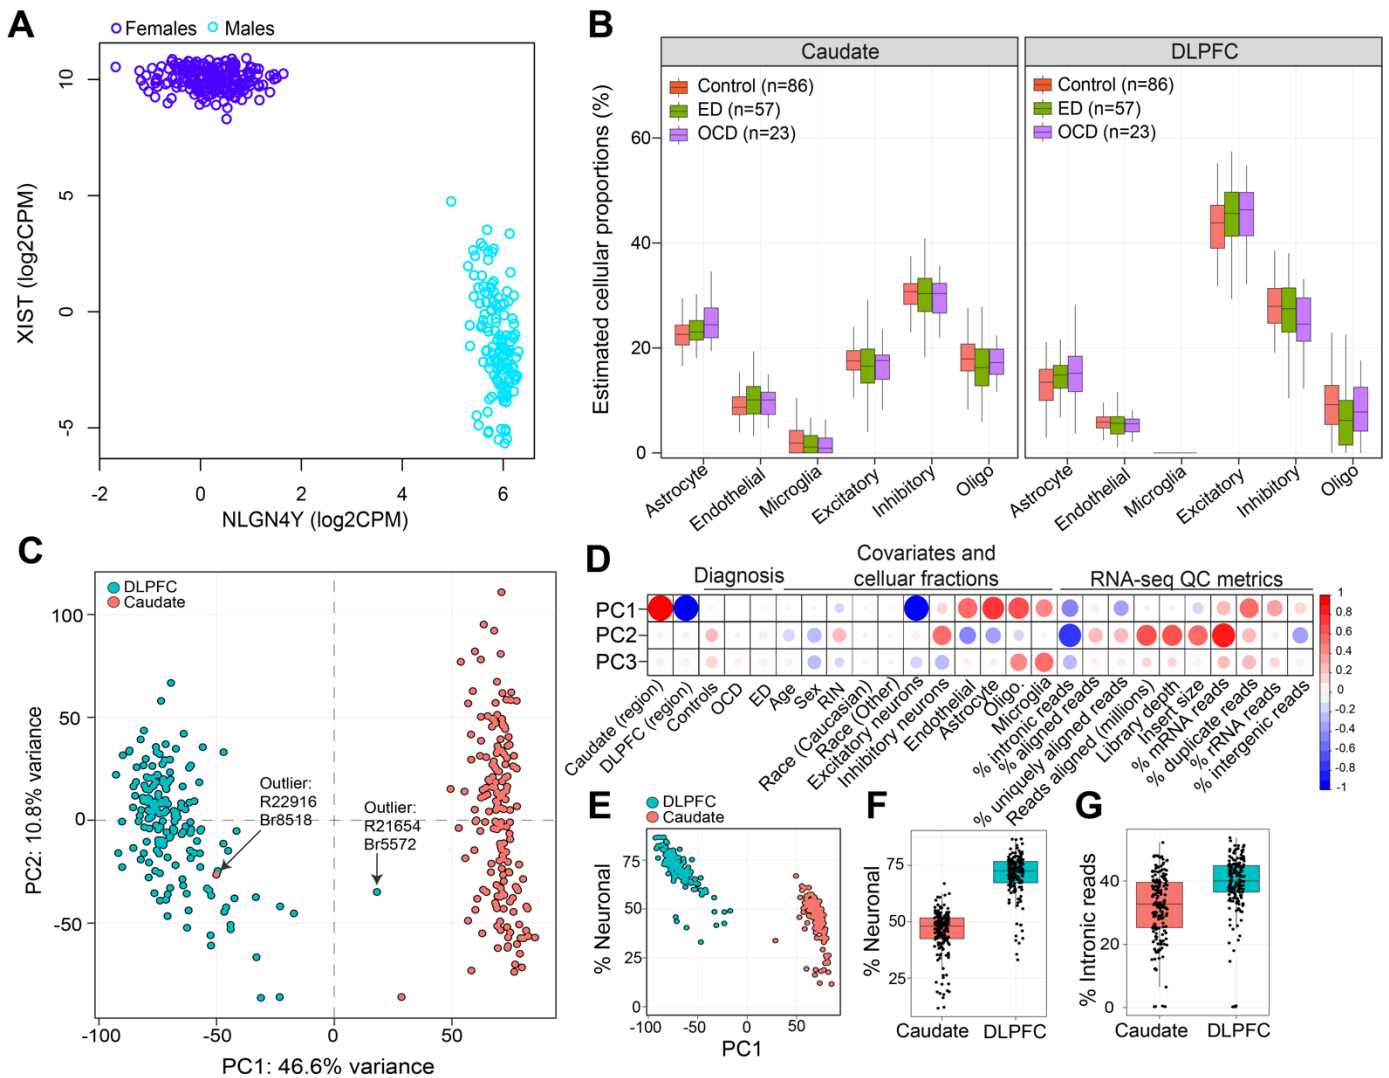 A
Females Males
XIST (log2CPM)
10
5
0
-5
-2 0 2 4 6
NLGN4Y (log2CPM)
B
Caudate
DLPFC
Control (n=86)
ED (n=57)
OCD (n=23)
Control (n=86)
ED (n=57)
OCD (n=23)
Estimated cellular proportions (%)
60
40
20
0
Astrocyte
Endothelial
Microglia
Excitatory
Inhibitory
Oligo
Astrocyte
Endothelial
Microglia
Excitatory
Inhibitory
Oligo
C
DLPFC
Caudate
PC2: 10.8% variance
100
50
0
-50
Outlier:
R22916
Br8518
Outlier:
R21654
Br5572
-100 -50 0 50
PC1: 46.6% variance
D
Diagnosis
Covariates and
celluar fractions
RNA-seq QC metrics
PC1
PC2
PC3
Caudate (region)
DLPFC (region)
Controls
OCD
ED
Age
Sex
RIN
Race (Caucasian)
Race (Other)
Excitatory neurons
Inhibitory neurons
Endothelial
Astrocyte
Oligo.
Microglia
% intronic reads
% aligned reads
% uniquely aligned reads
Reads aligned (millions)
Library depth
Insert size
% mRNA reads
% duplicate reads
% rRNA reads
% intergenic reads
1
0.8
0.6
0.4
0.2
0
-0.2
-0.4
-0.6
-0.8
-1
E
DLPFC
Caudate
% Neuronal
75
50
25
0
-100 -50 0 50
PC1
F
% Neuronal
75
50
25
Caudate DLPFC
G
% Intronic reads
40
20
0
Caudate DLPFC